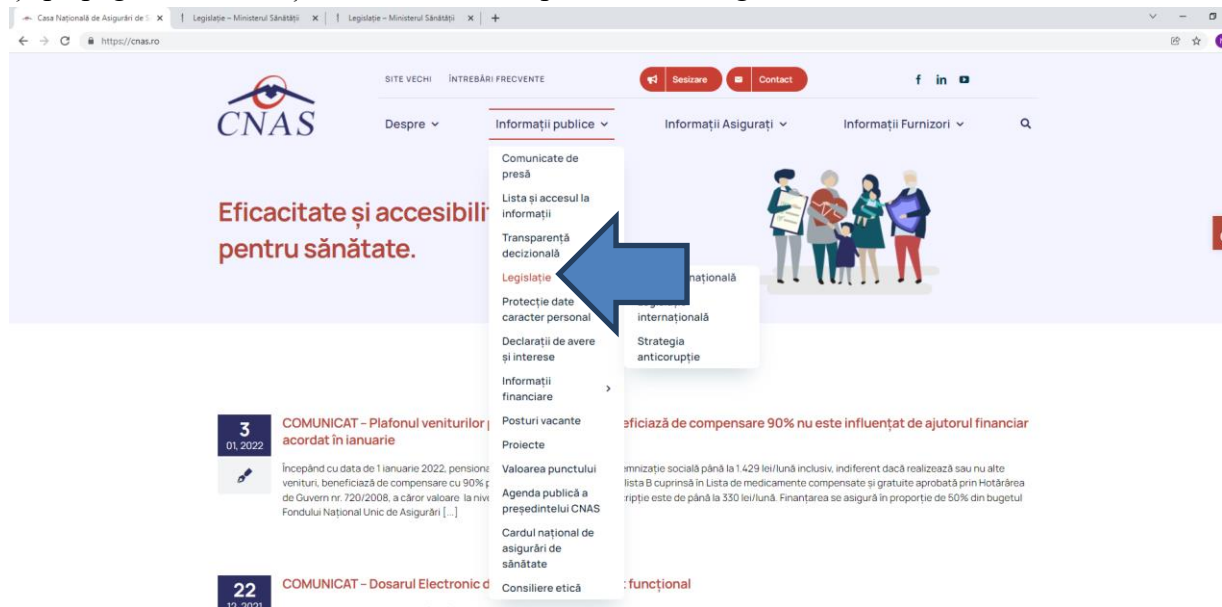 Casa Națională de Asigurări de S
Legislație – Ministerul Sănătății
Legislație – Ministerul Sănătății
https://cnas.ro
SITE VECHI ÎNTREBĂRI FRECVENTE Sesizare Contact
CNAS
Despre Informații publice Informații Asigurați Informații Furnizori
Comunicate de
presă
Lista și accesul la
informații
Transparență
decizională
Legislație
Protecție date
caracter personal
Declarații de avere
și interese
Informații
financiare
Posturi vacante
Proiecte
Valoarea punctului
Agenda publică a
președintelui CNAS
Cardul național de
asigurări de
sănătate
Consiliere etică
internațională
Strategia
anticorupție
Eficacitate și
pentru sănătate.
3
01, 2022
COMUNICAT – Plafonul veniturilor
de compensare 90% nu este influențat de ajutorul financiar
acordat în ianuarie
Începând cu data de 1 ianuarie 2022,
socială până la 1.429 lei/lună inclusiv, indiferent dacă realizează sau nu alte
venituri, beneficiază de compensare cu 90%
lista B cuprinsă în Lista de medicamente compensate și gratuite aprobată prin Hotărârea
de Guvern nr. 720/2008, a căror valoare la
este de până la 330 lei/lună. Finanțarea se asigură în proporție de 50% din bugetul
Fondului Național Unic de Asigurări [...]
22
12, 2021
COMUNICAT – Dosarul Electronic
funcțional